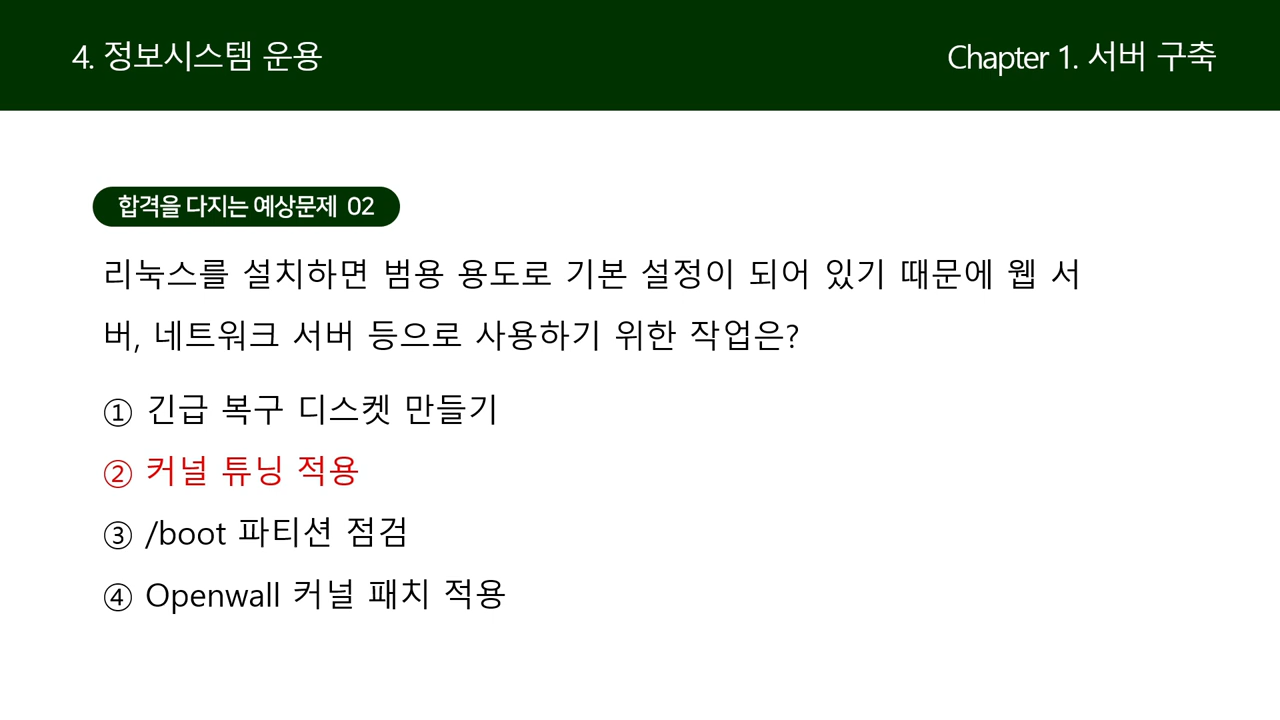 4. 정보시스템 운용
Chapter 1. 서버 구축
합격을 다지는 예상문제 02
리눅스를 설치하면 범용 용도로 기본 설정이 되어 있기 때문에 웹 서
버, 네트워크 서버 등으로 사용하기 위한 작업은?
① 긴급 복구 디스켓 만들기
② 커널 튜닝 적용
③ /boot 파티션 점검
④ Openwall 커널 패치 적용